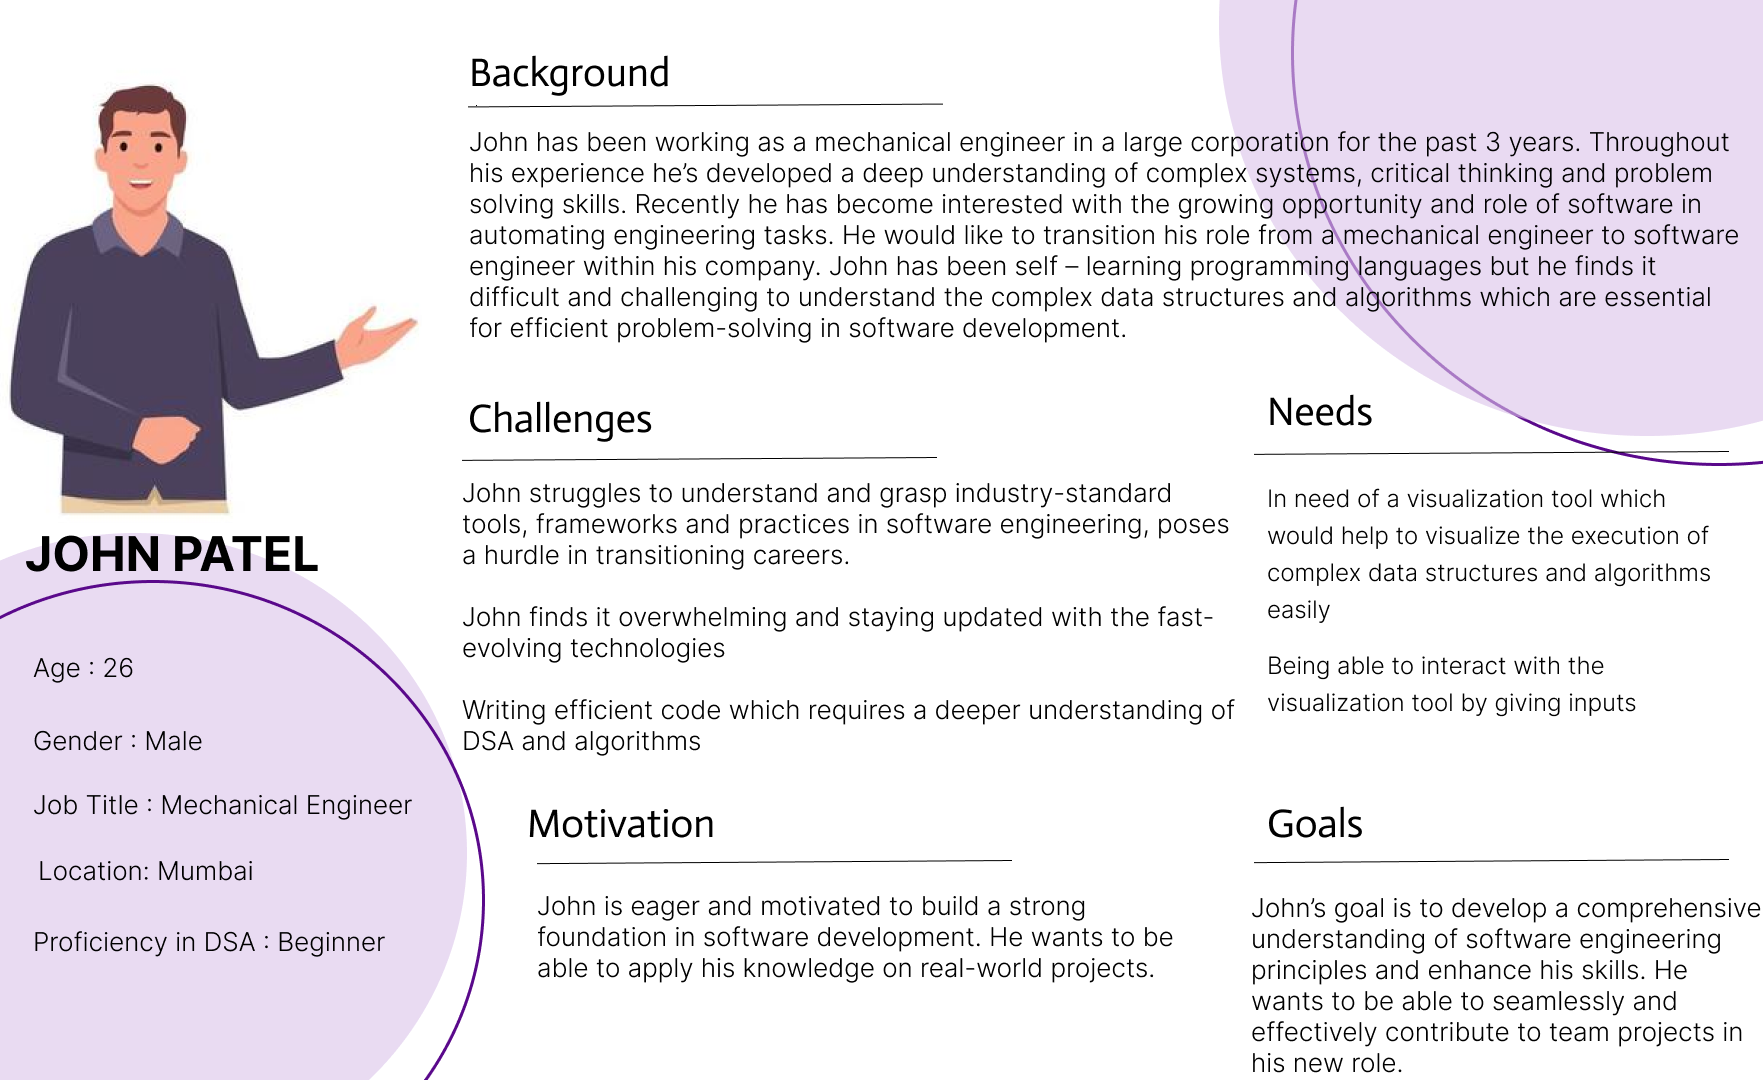 JOHN PATEL
Age : 26
Gender : Male
Job Title : Mechanical Engineer
Location: Mumbai
Proficiency in DSA : Beginner
Background
John has been working as a mechanical engineer in a large corporation for the past 3 years. Throughout
his experience he’s developed a deep understanding of complex systems, critical thinking and problem
solving skills. Recently he has become interested with the growing opportunity and role of software in
automating engineering tasks. He would like to transition his role from a mechanical engineer to software
engineer within his company. John has been self – learning programming languages but he finds it
difficult and challenging to understand the complex data structures and algorithms which are essential
for efficient problem-solving in software development.
Challenges
John struggles to understand and grasp industry-standard
tools, frameworks and practices in software engineering, poses
a hurdle in transitioning careers.
John finds it overwhelming and staying updated with the fast-
evolving technologies
Writing efficient code which requires a deeper understanding of
DSA and algorithms
Needs
In need of a visualization tool which
would help to visualize the execution of
complex data structures and algorithms
easily
Being able to interact with the
visualization tool by giving inputs
Motivation
John is eager and motivated to build a strong
foundation in software development. He wants to be
able to apply his knowledge on real-world projects.
Goals
John’s goal is to develop a comprehensive
understanding of software engineering
principles and enhance his skills. He
wants to be able to seamlessly and
effectively contribute to team projects in
his new role.